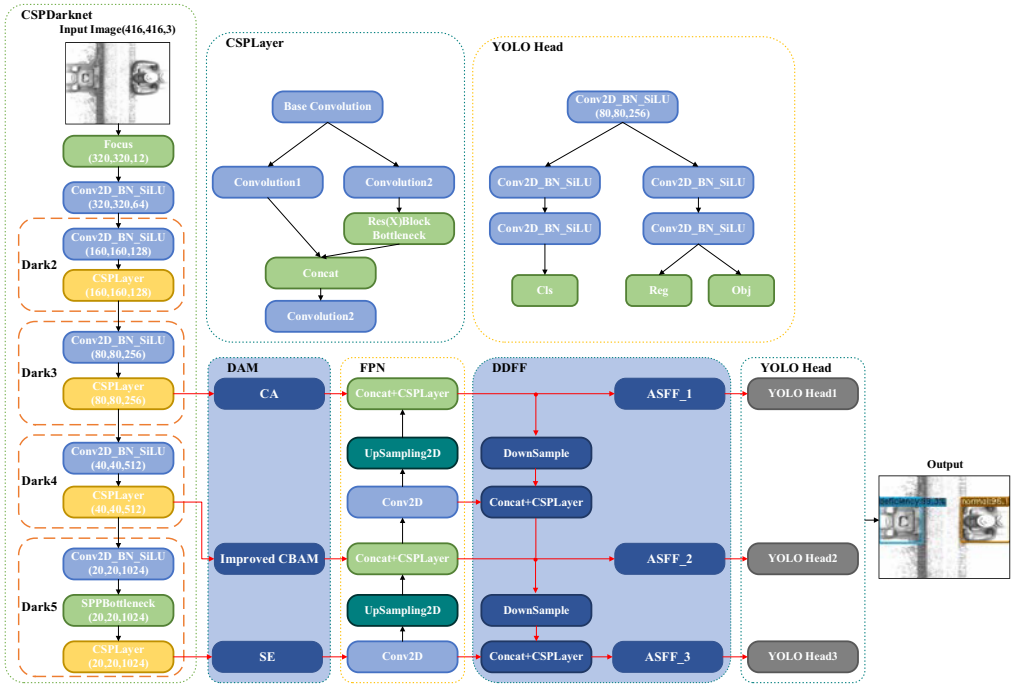 CSPDarknet
Input Image(416,416,3)
Focus
(320,320,12)
Conv2D_BN_SiLU
(320,320,64)
Dark2
Conv2D_BN_SiLU
(160,160,128)
CSPLayer
(160,160,128)
Dark3
Conv2D_BN_SiLU
(80,80,256)
CSPLayer
(80,80,256)
Dark4
Conv2D_BN_SiLU
(40,40,512)
CSPLayer
(40,40,512)
Dark5
Conv2D_BN_SiLU
(20,20,1024)
SPPBottleneck
(20,20,1024)
CSPLayer
(20,20,1024)
CSPLayer
Base Convolution
Convolution1
Convolution2
Res(X)Block
Bottleneck
Concat
Convolution2
YOLO Head
Conv2D_BN_SiLU
(80,80,256)
Conv2D_BN_SiLU
Conv2D_BN_SiLU
Conv2D_BN_SiLU
Conv2D_BN_SiLU
Cls
Reg
Obj
DAM
CA
Improved CBAM
SE
FPN
Concat+CSPLayer
UpSampling2D
Conv2D
Concat+CSPLayer
UpSampling2D
Conv2D
DDFF
ASFF_1
DownSample
Concat+CSPLayer
ASFF_2
DownSample
Concat+CSPLayer
ASFF_3
YOLO Head
YOLO Head1
YOLO Head2
YOLO Head3
Output